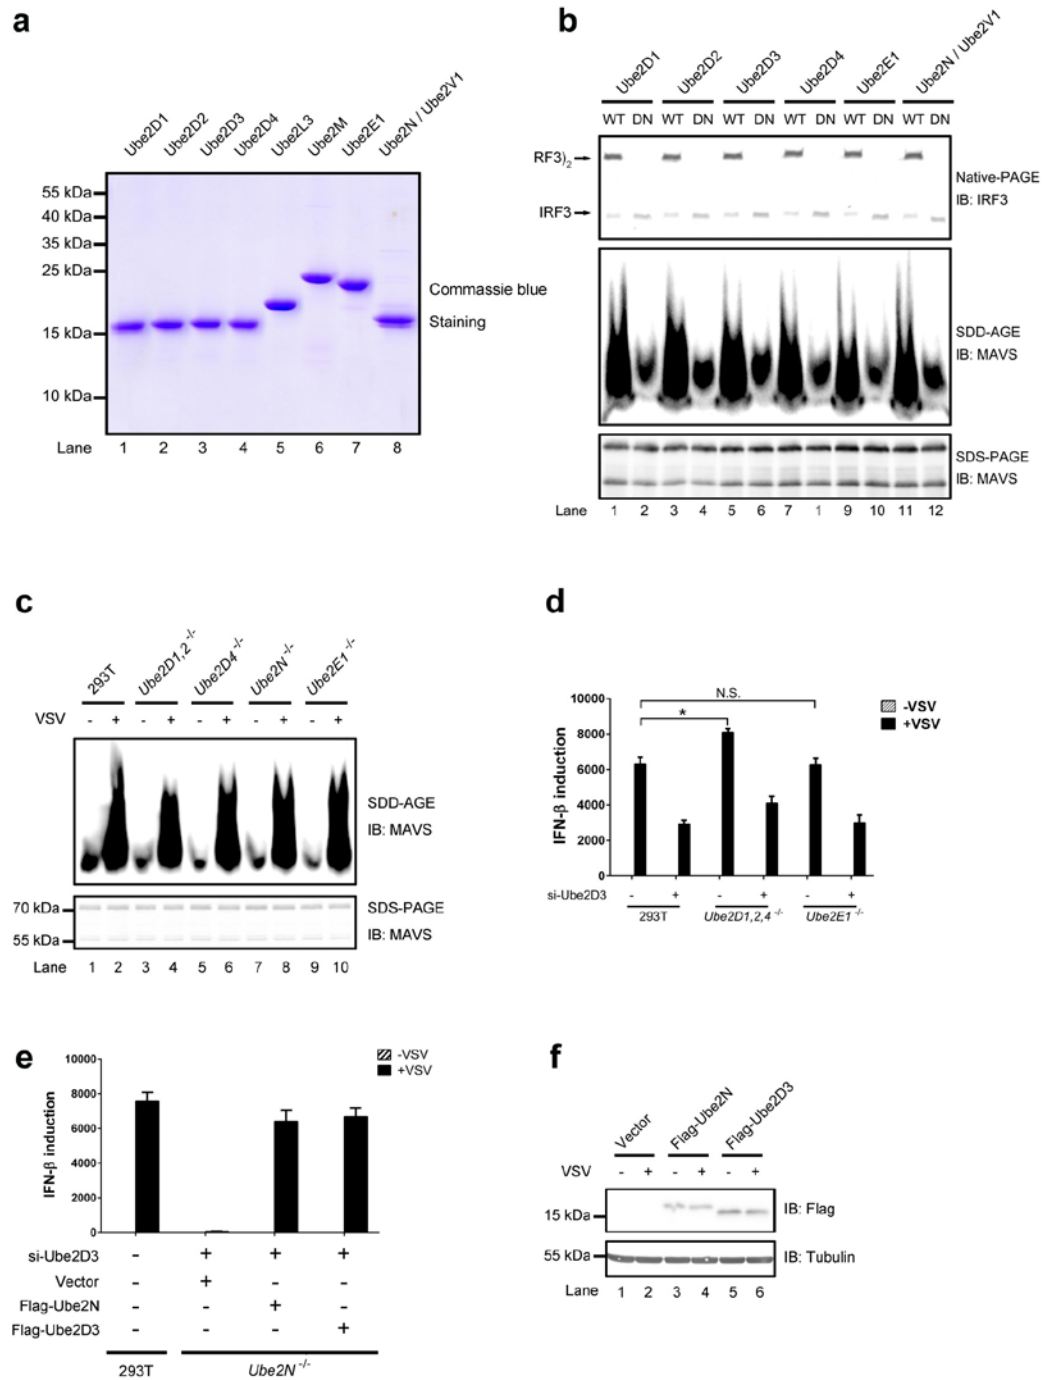 a
Ube2D1 Ube2D2 Ube2D3 Ube2D4 Ube2L3 Ube2M Ube2E1 Ube2N / Ube2V1
55 kDa
40 kDa
35 kDa
25 kDa
15 kDa
10 kDa
Commassie blue
Staining
Lane 1 2 3 4 5 6 7 8
b
Ube2D1 Ube2D2 Ube2D3 Ube2D4 Ube2E1 Ube2N / Ube2V1
WT DN WT DN WT DN WT DN WT DN WT DN
RF3)₂
IRF3
Native-PAGE
IB: IRF3
SDD-AGE
IB: MAVS
SDS-PAGE
IB: MAVS
Lane 1 2 3 4 5 6 7 1 9 10 11 12
c
293T Ube2D1,2 -/- Ube2D4 -/- Ube2N -/- Ube2E1 -/-
VSV - + - + - + - + - +
SDD-AGE
IB: MAVS
70 kDa
55 kDa
SDS-PAGE
IB: MAVS
Lane 1 2 3 4 5 6 7 8 9 10
d
N.S.
*
-VSV
+VSV
IFN-β induction
10000
8000
6000
4000
2000
0
si-Ube2D3 - + - + - +
293T Ube2D1,2,4 -/- Ube2E1 -/-
e
-VSV
+VSV
IFN-β induction
10000
8000
6000
4000
2000
0
si-Ube2D3 - + + +
Vector - + - -
Flag-Ube2N - - + -
Flag-Ube2D3 - - - +
293T Ube2N -/-
f
Vector Flag-Ube2N Flag-Ube2D3
VSV - + - + - +
15 kDa
IB: Flag
55 kDa
IB: Tubulin
Lane 1 2 3 4 5 6